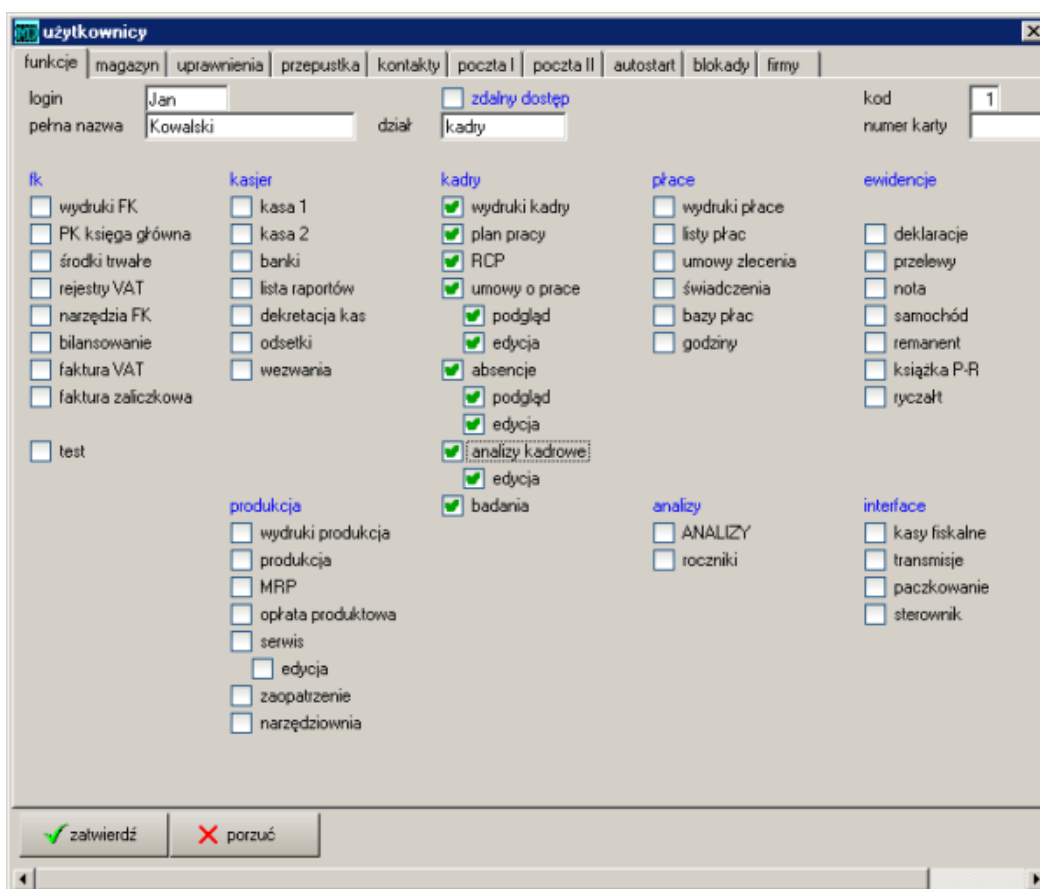 użytkownicy
funkcje magazyn uprawnienia przepustka kontakty poczta I poczta II autostart blokady firmy
login Jan zdalny dostęp kod 1
pełna nazwa Kowalski dział kadry numer karty
fk kasjer kadry płace ewidencje
wydruki FK kasa 1 wydruki kadry wydruki płace
PK księga główna kasa 2 plan pracy listy płac deklaracje
środki trwałe banki RCP umowy zlecenia przelewy
rejestry VAT lista raportów umowy o prace świadczenia nota
narzędzia FK dekretacja kas podgląd bazy płac samochód
bilansowanie odsetki edycja godziny remanent
faktura VAT wezwania absencje książka P-R
faktura zaliczkowa podgląd ryczałt
edycja
test analizy kadrowe
edycja
produkcja badania analizy interface
wydruki produkcja ANALIZY kasy fiskalne
produkcja roczniki transmisje
MRP paczkowanie
opłata produktowa sterownik
serwis
edycja
zaopatrzenie
narzędziownia
zatwierdź porzuć